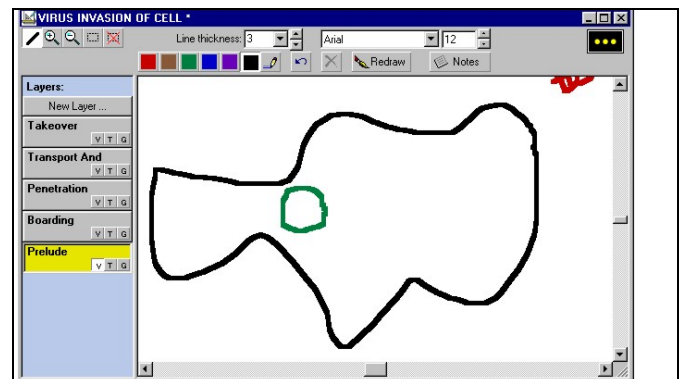 VIRUS INVASION OF CELL *
Line thickness: 3 Arial 12
Redraw Notes
Layers:
New Layer ...
Takeover
V T G
Transport And
V T G
Penetration
V T G
Boarding
V T G
Prelude
V T G